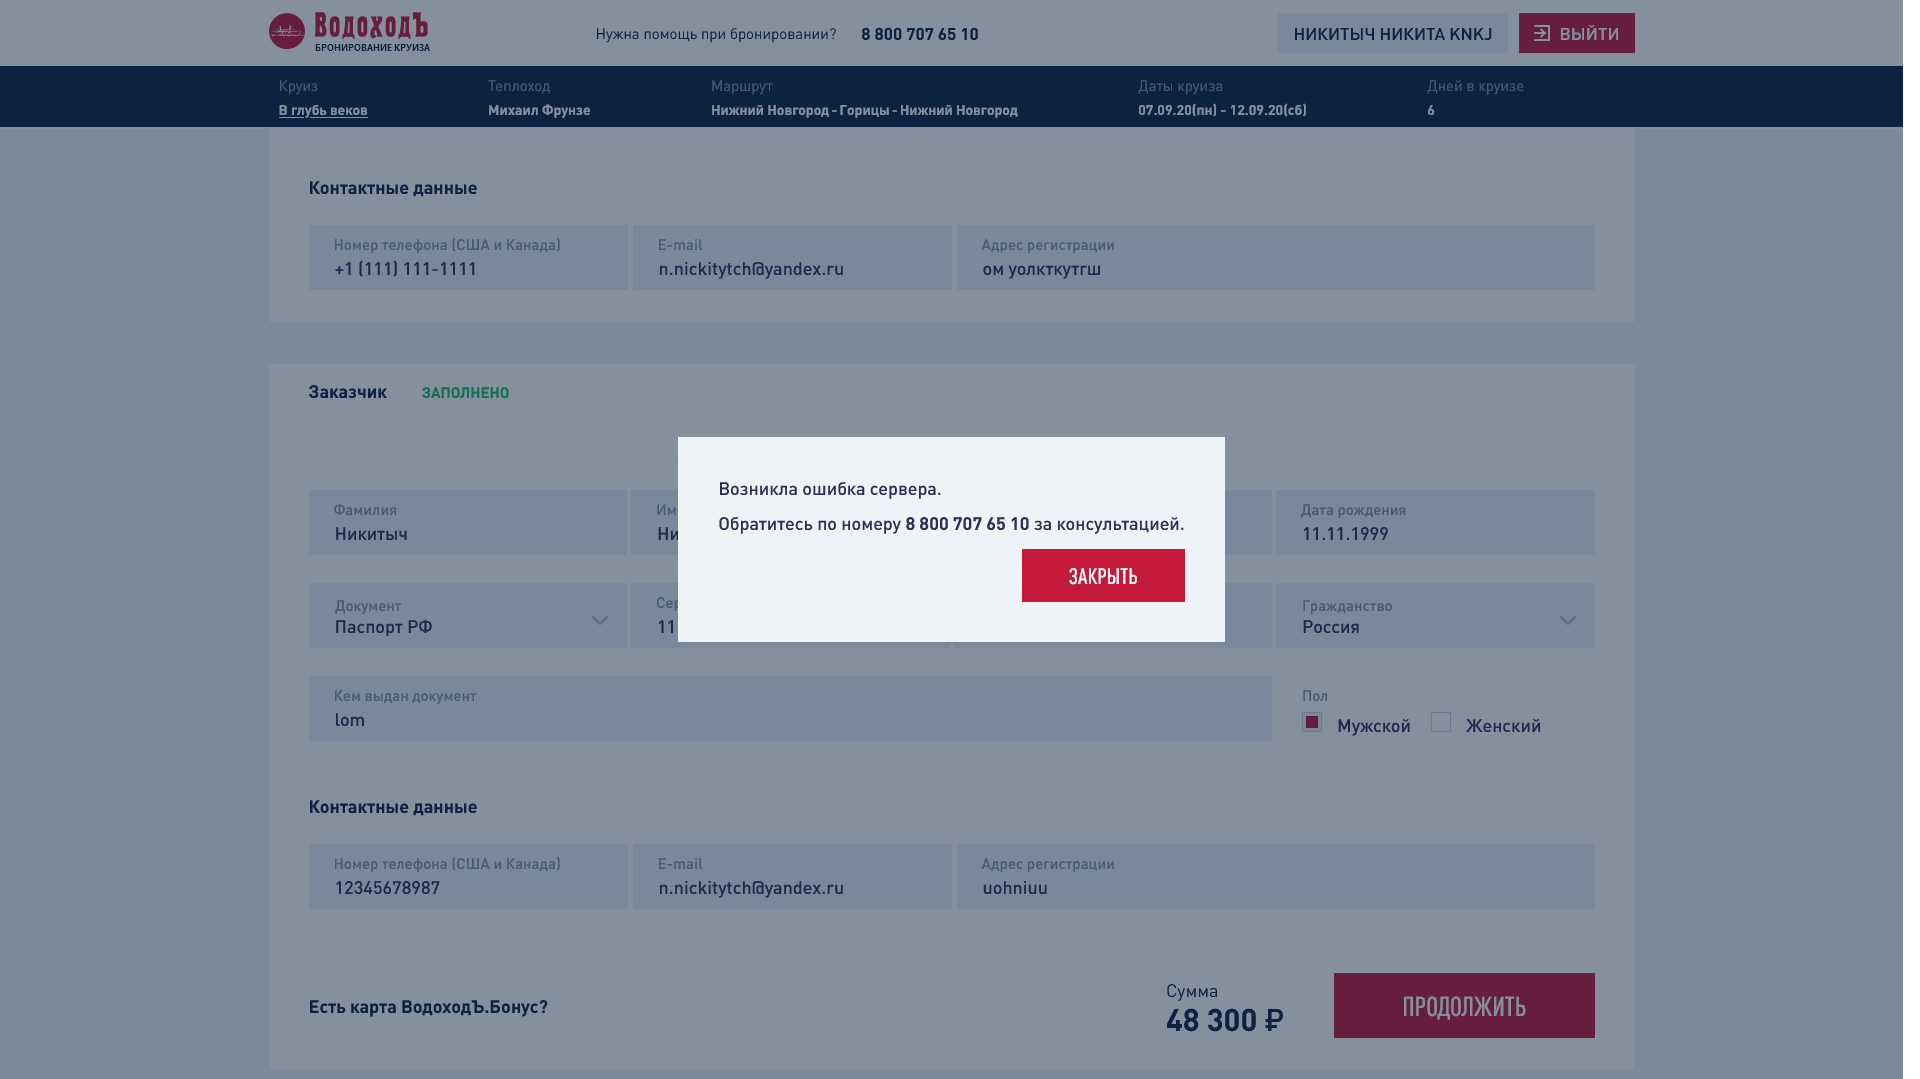 ВодоходЪ
БРОНИРОВАНИЕ КРУИЗА
Нужна помощь при бронировании? 8 800 707 65 10
НИКИТЫЧ НИКИТА KNKJ
ВЫЙТИ
Круиз Теплоход Маршрут Даты круиза Дней в круизе
В глубь веков Михаил Фрунзе Нижний Новгород - Горицы - Нижний Новгород 07.09.20(пн) - 12.09.20(сб) 6
Контактные данные
Номер телефона (США и Канада) E-mail Адрес регистрации
+1 (111) 111-1111 n.nickitytch@yandex.ru ом уолкткутгш
Заказчик ЗАПОЛНЕНО
Возникла ошибка сервера.
Обратитесь по номеру 8 800 707 65 10 за консультацией.
ЗАКРЫТЬ
Фамилия Дата рождения
Никитыч Ни 11.11.1999
Документ Сер Гражданство
Паспорт РФ 11 Россия
Кем выдан документ Пол
lom Мужской Женский
Контактные данные
Номер телефона (США и Канада) E-mail Адрес регистрации
12345678987 n.nickitytch@yandex.ru uohniuu
Есть карта ВодоходЪ.Бонус?
Сумма
48 300 ₽
ПРОДОЛЖИТЬ